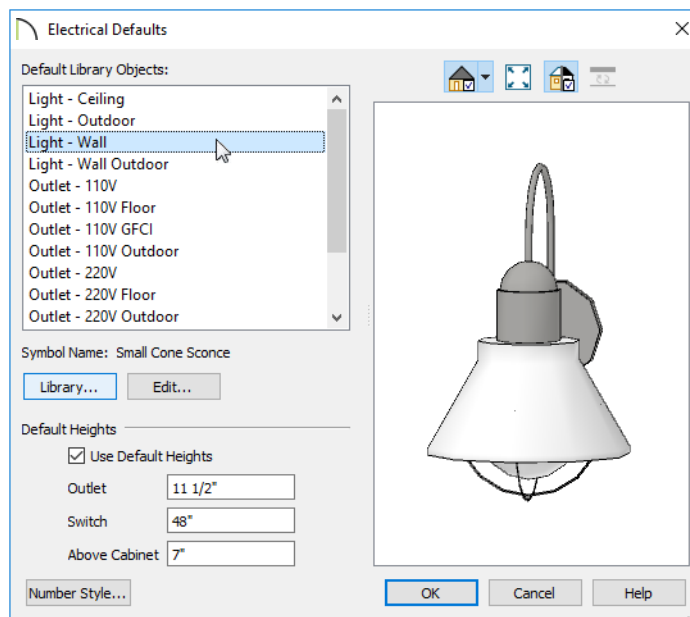 Electrical Defaults
Default Library Objects:
Light - Ceiling
Light - Outdoor
Light - Wall
Light - Wall Outdoor
Outlet - 110V
Outlet - 110V Floor
Outlet - 110V GFCI
Outlet - 110V Outdoor
Outlet - 220V
Outlet - 220V Floor
Outlet - 220V Outdoor
Symbol Name: Small Cone Sconce
Library... Edit...
Default Heights
Use Default Heights
Outlet 11 1/2"
Switch 48"
Above Cabinet 7"
Number Style... OK Cancel Help